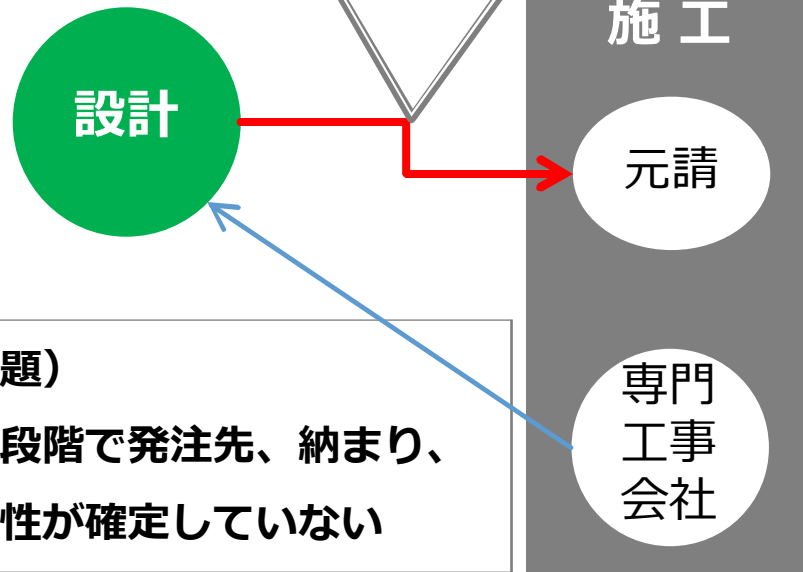 施 工
設計
元請
題）
段階で発注先、納まり、
性が確定していない
専門
工事
会社